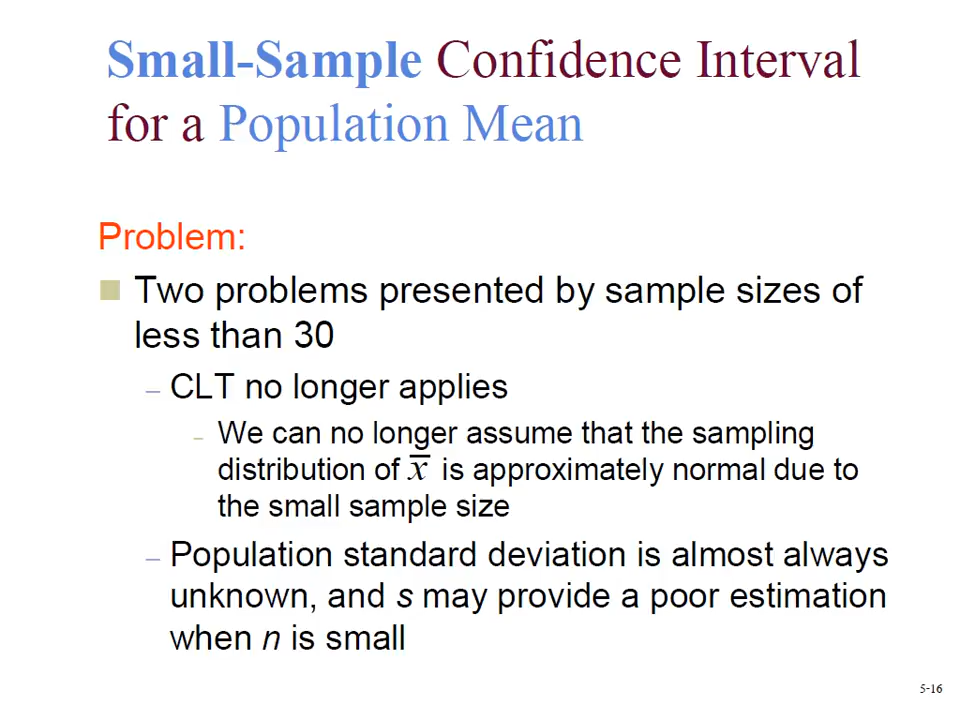 Small-Sample Confidence Interval
for a Population Mean
Problem:
Two problems presented by sample sizes of
less than 30
– CLT no longer applies
– We can no longer assume that the sampling
distribution of x̅ is approximately normal due to
the small sample size
– Population standard deviation is almost always
unknown, and s may provide a poor estimation
when n is small
5-16